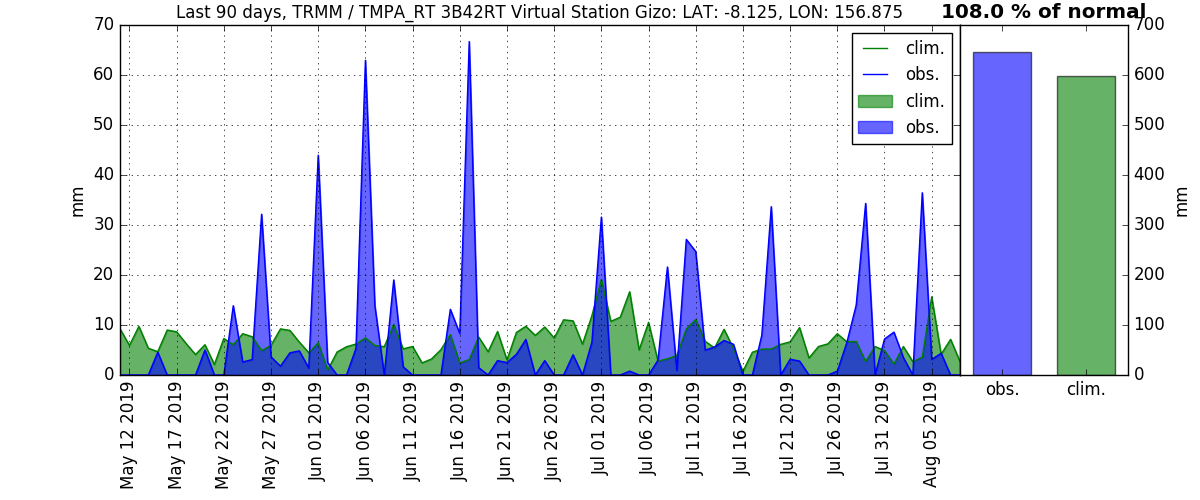 Last 90 days, TRMM / TMPA_RT 3B42RT Virtual Station Gizo: LAT: -8.125, LON: 156.875
108.0 % of normal
70
60
50
40
30
20
10
0
mm
clim.
obs.
clim.
obs.
May 12 2019
May 17 2019
May 22 2019
May 27 2019
Jun 01 2019
Jun 06 2019
Jun 11 2019
Jun 16 2019
Jun 21 2019
Jun 26 2019
Jul 01 2019
Jul 06 2019
Jul 11 2019
Jul 16 2019
Jul 21 2019
Jul 26 2019
Jul 31 2019
Aug 05 2019
700
600
500
400
300
200
100
0
mm
obs.
clim.